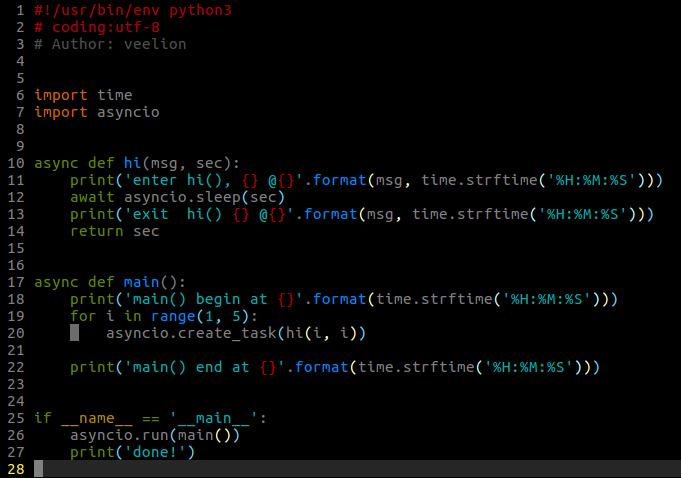 1 #!/usr/bin/env python3
2 # coding:utf-8
3 # Author: veelion
4
5
6 import time
7 import asyncio
8
9
10 async def hi(msg, sec):
11     print('enter hi(), {} @{}'.format(msg, time.strftime('%H:%M:%S')))
12     await asyncio.sleep(sec)
13     print('exit  hi() {} @{}'.format(msg, time.strftime('%H:%M:%S')))
14     return sec
15
16
17 async def main():
18     print('main() begin at {}'.format(time.strftime('%H:%M:%S')))
19     for i in range(1, 5):
20         asyncio.create_task(hi(i, i))
21
22     print('main() end at {}'.format(time.strftime('%H:%M:%S')))
23
24
25 if __name__ == '__main__':
26     asyncio.run(main())
27     print('done!')
28